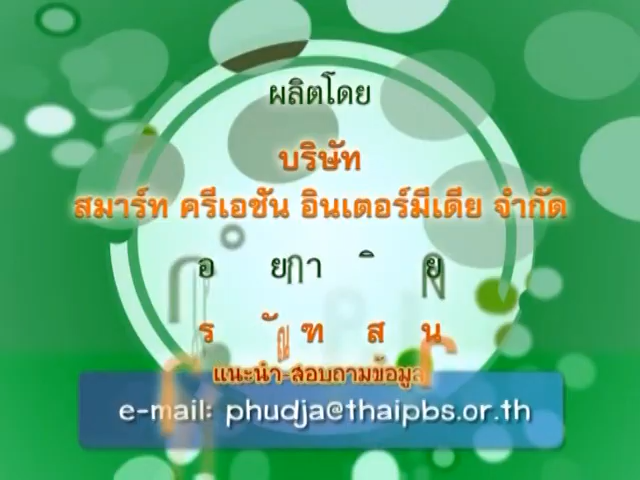 ผลิตโดย
บริษัท
สมาร์ท ครีเอชัน อินเตอร์มีเดีย จำกัด
แนะนำ-สอบถามข้อมูล
e-mail: phudja@thaipbs.or.th